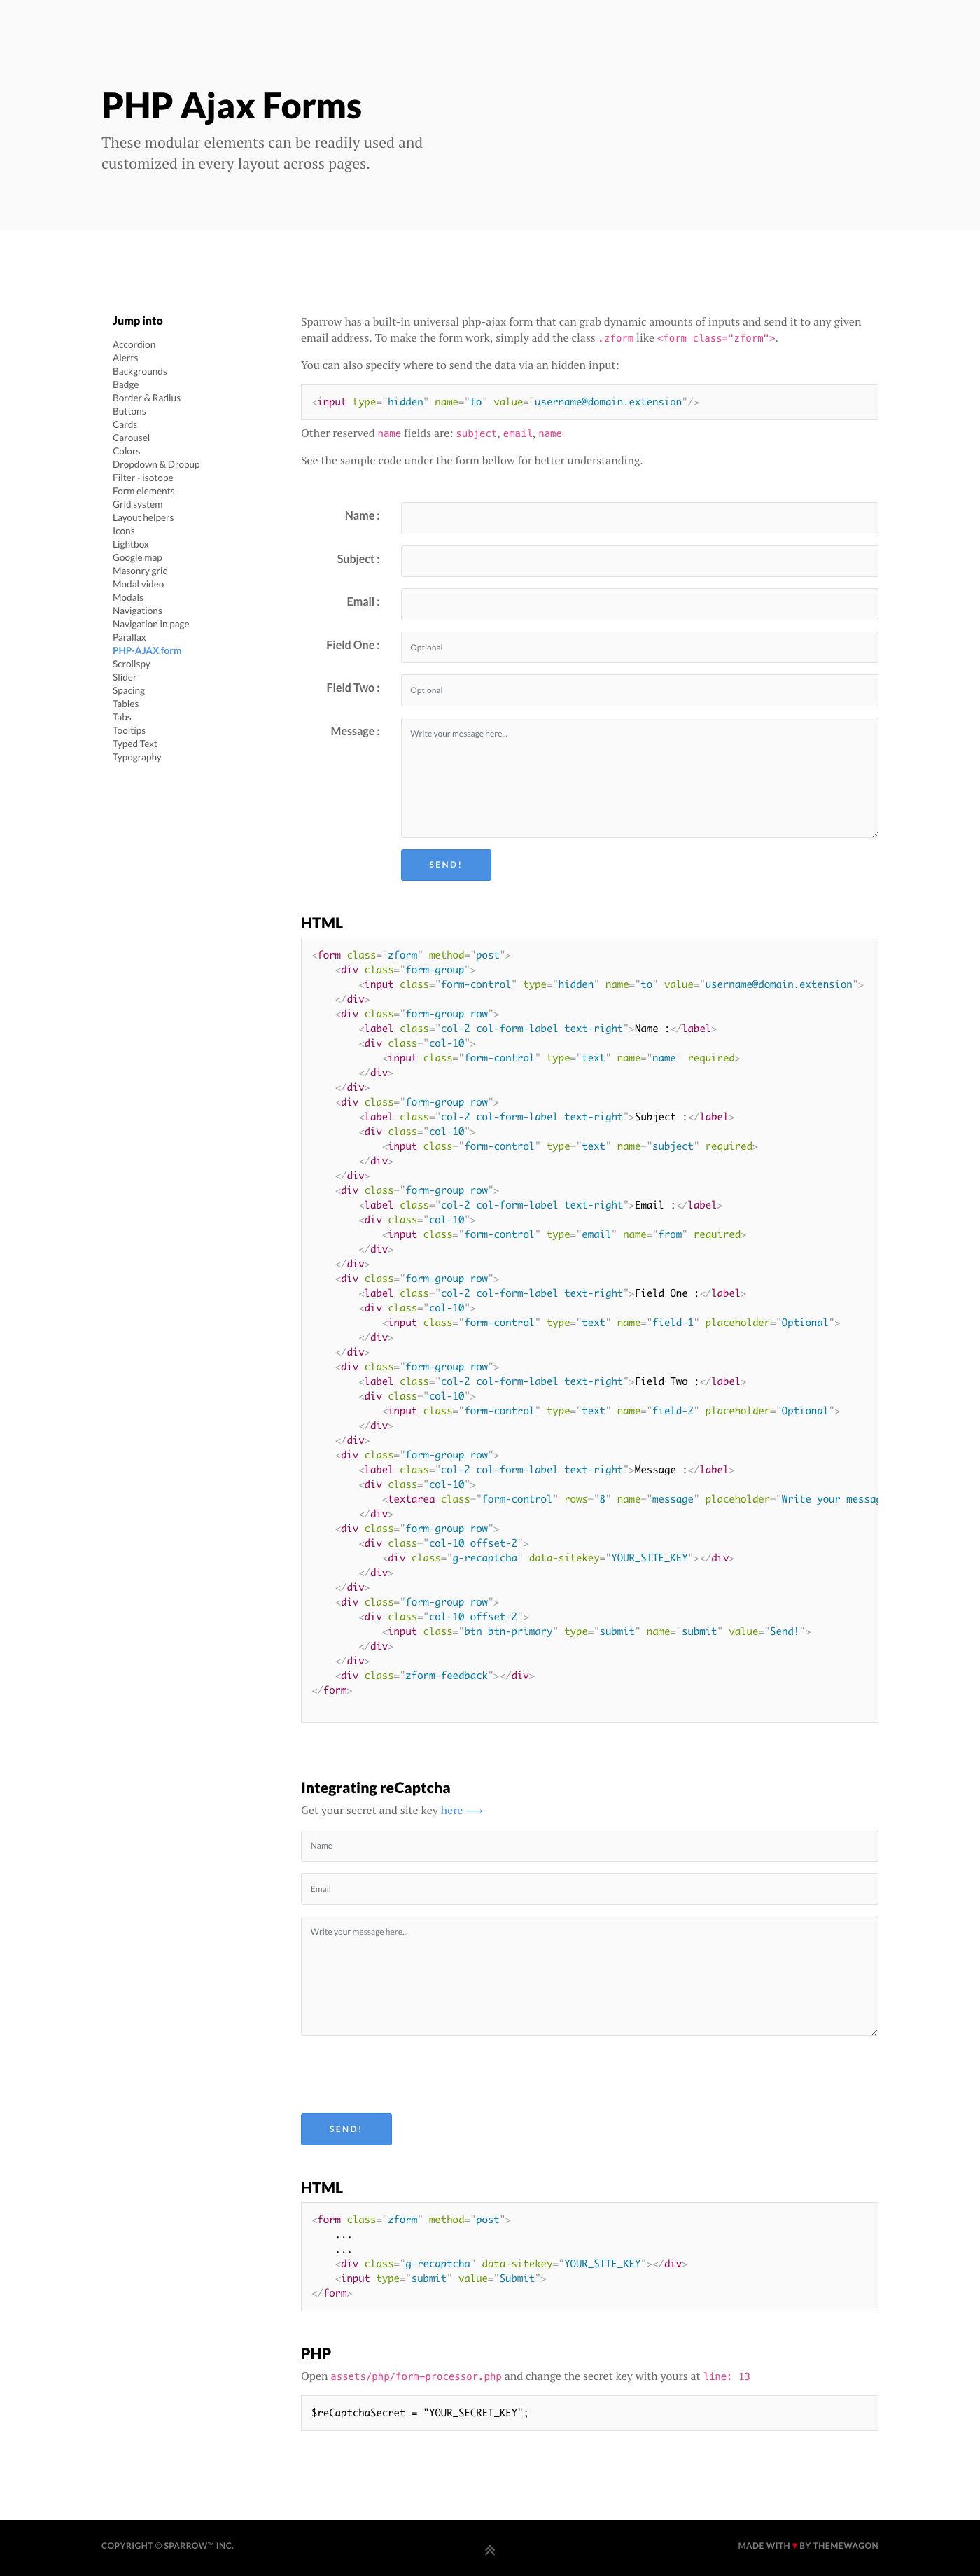 PHP Ajax Forms
These modular elements can be readily used and
customized in every layout across pages.
Jump into
Accordion
Alerts
Backgrounds
Badge
Border & Radius
Buttons
Cards
Carousel
Colors
Dropdown & Dropup
Filter - isotope
Form elements
Grid system
Layout helpers
Icons
Lightbox
Google map
Masonry grid
Modal video
Modals
Navigations
Navigation in page
Parallax
PHP-AJAX form
Scrollspy
Slider
Spacing
Tables
Tabs
Tooltips
Typed Text
Typography
Sparrow has a built-in universal php-ajax form that can grab dynamic amounts of inputs and send it to any given
email address. To make the form work, simply add the class .zform like <form class="zform">.
You can also specify where to send the data via an hidden input:
<input type="hidden" name="to" value="username@domain.extension"/>
Other reserved name fields are: subject, email, name
See the sample code under the form bellow for better understanding.
Name :
Subject :
Email :
Field One : Optional
Field Two : Optional
Message : Write your message here...
SEND!
HTML
<form class="zform" method="post">
    <div class="form-group">
        <input class="form-control" type="hidden" name="to" value="username@domain.extension">
    </div>
    <div class="form-group row">
        <label class="col-2 col-form-label text-right">Name :</label>
        <div class="col-10">
            <input class="form-control" type="text" name="name" required>
        </div>
    </div>
    <div class="form-group row">
        <label class="col-2 col-form-label text-right">Subject :</label>
        <div class="col-10">
            <input class="form-control" type="text" name="subject" required>
        </div>
    </div>
    <div class="form-group row">
        <label class="col-2 col-form-label text-right">Email :</label>
        <div class="col-10">
            <input class="form-control" type="email" name="from" required>
        </div>
    </div>
    <div class="form-group row">
        <label class="col-2 col-form-label text-right">Field One :</label>
        <div class="col-10">
            <input class="form-control" type="text" name="field-1" placeholder="Optional">
        </div>
    </div>
    <div class="form-group row">
        <label class="col-2 col-form-label text-right">Field Two :</label>
        <div class="col-10">
            <input class="form-control" type="text" name="field-2" placeholder="Optional">
        </div>
    </div>
    <div class="form-group row">
        <label class="col-2 col-form-label text-right">Message :</label>
        <div class="col-10">
            <textarea class="form-control" rows="8" name="message" placeholder="Write your messag
        </div>
    <div class="form-group row">
        <div class="col-10 offset-2">
            <div class="g-recaptcha" data-sitekey="YOUR_SITE_KEY"></div>
        </div>
    </div>
    <div class="form-group row">
        <div class="col-10 offset-2">
            <input class="btn btn-primary" type="submit" name="submit" value="Send!">
        </div>
    </div>
    <div class="zform-feedback"></div>
</form>
Integrating reCaptcha
Get your secret and site key here ⟶
Name
Email
Write your message here...
SEND!
HTML
<form class="zform" method="post">
    ...
    ...
    <div class="g-recaptcha" data-sitekey="YOUR_SITE_KEY"></div>
    <input type="submit" value="Submit">
</form>
PHP
Open assets/php/form-processor.php and change the secret key with yours at line: 13
$reCaptchaSecret = "YOUR_SECRET_KEY";
COPYRIGHT © SPARROW™ INC.
MADE WITH ♥ BY THEMEWAGON